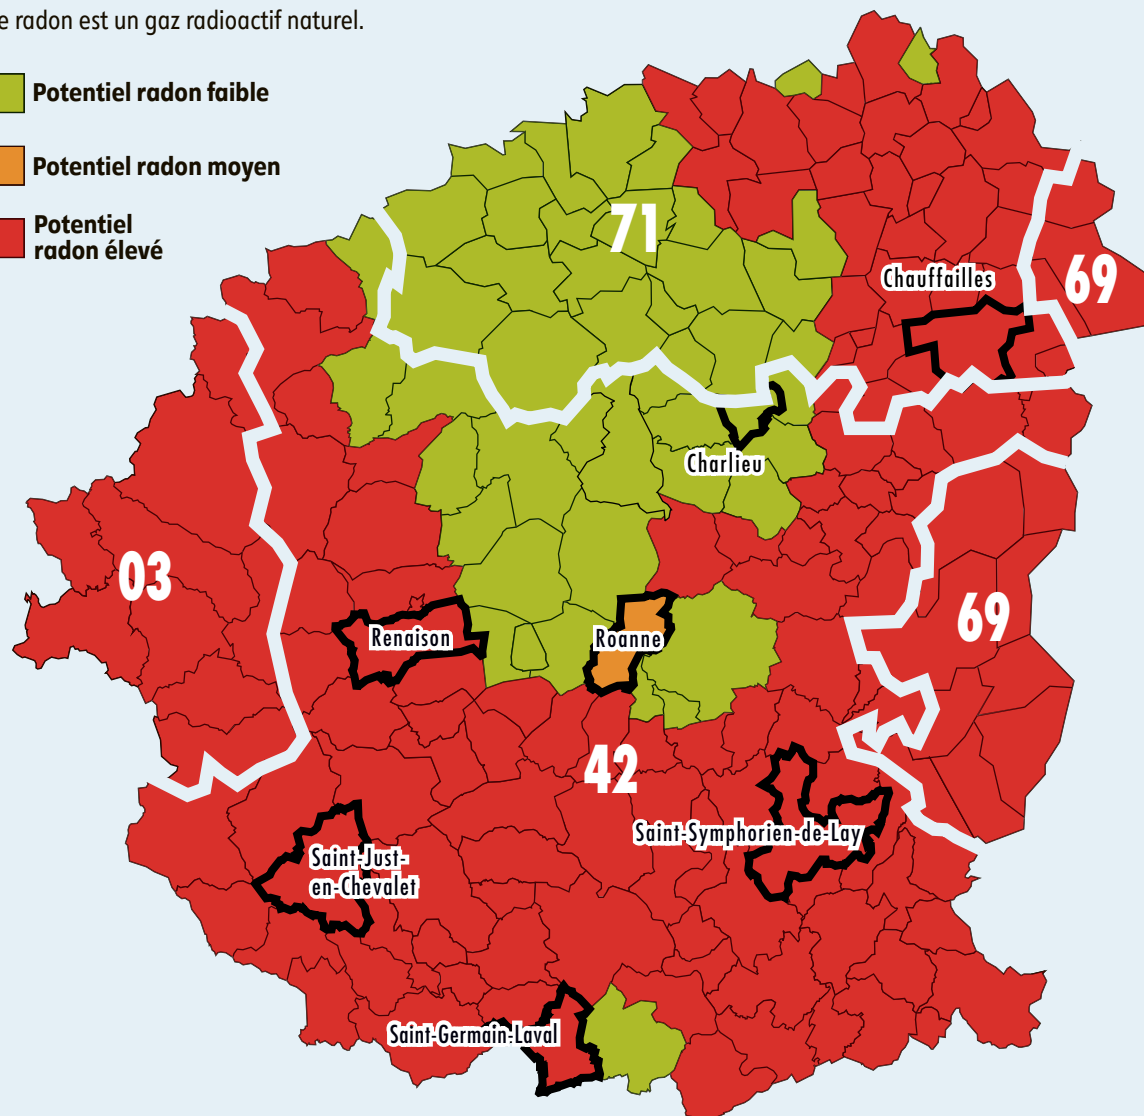 e radon est un gaz radioactif naturel.
Potentiel radon faible
Potentiel radon moyen
Potentiel
radon élevé
71
Chauffailles
69
Charlieu
03
69
Renaison
Roanne
42
Saint-Symphorien-de-Lay
Saint-Just-
en-Chevalet
Saint-Germain-Laval